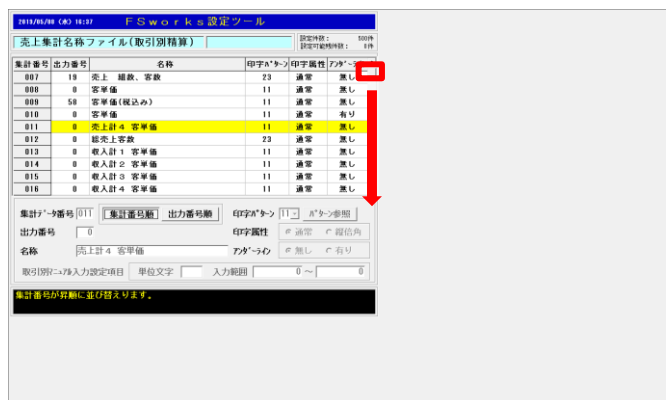 2019/05/08 (水) 16:37 FSworks設定ツール
売上集計名称ファイル(取引別精算)
設定件数: 500件
設定可能残件数: 0件
集計番号 出力番号 名称 印字パターン 印字属性 アンダーライン
007 19 売上 組数、客数 23 通常 無し
008 0 客単価 11 通常 無し
009 58 客単価(税込み) 11 通常 無し
010 0 客単価 11 通常 有り
011 0 売上計4 客単価 11 通常 無し
012 0 総売上客数 23 通常 無し
013 0 収入計1 客単価 11 通常 無し
014 0 収入計2 客単価 11 通常 無し
015 0 収入計3 客単価 11 通常 無し
016 0 収入計4 客単価 11 通常 無し
集計データ番号 011 集計番号順 出力番号順 印字パターン 11 パターン参照
出力番号 0 印字属性 通常 縦倍角
名称 売上計4 客単価 アンダーライン 無し 有り
取引別マニュアル入力設定項目 単位文字 入力範囲 0 ~ 0
集計番号が昇順に並び替えります。